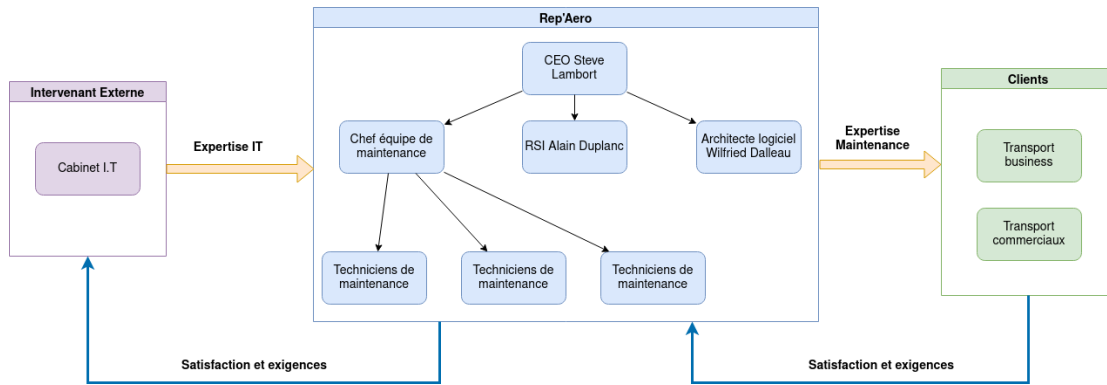 Rep'Aero
CEO Steve
Lambort
Intervenant Externe
Clients
Cabinet I.T
Expertise IT
Chef équipe de
maintenance
RSI Alain Duplanc
Architecte logiciel
Wilfried Dalleau
Expertise
Maintenance
Transport
business
Transport
commerciaux
Techniciens de
maintenance
Techniciens de
maintenance
Techniciens de
maintenance
Satisfaction et exigences
Satisfaction et exigences